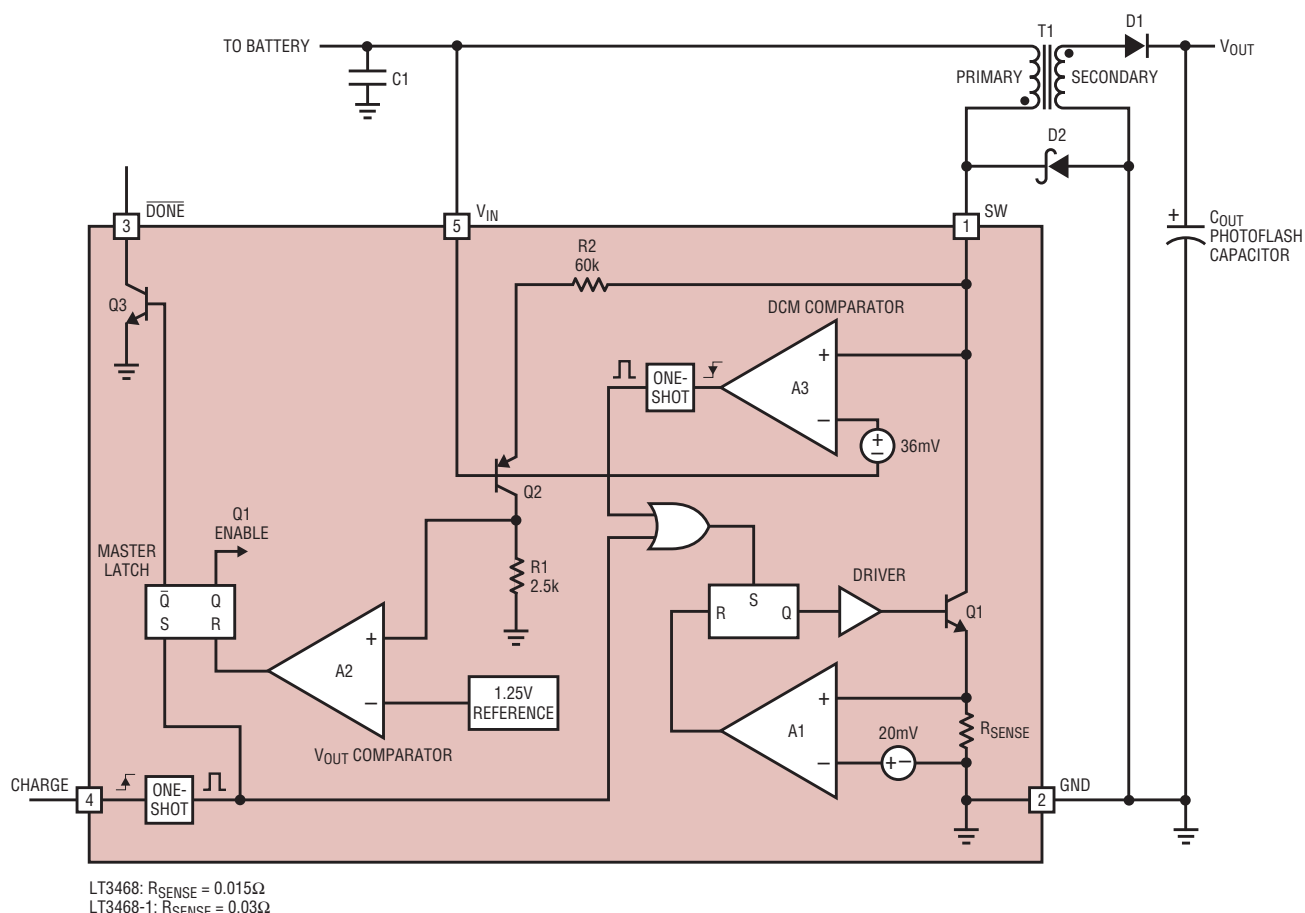 TO BATTERY
C1
T1
D1
VOUT
PRIMARY
SECONDARY
D2
3
DONE
5
VIN
1
SW
+
COUT
PHOTOFLASH
CAPACITOR
R2
60k
Q3
DCM COMPARATOR
ONE-
SHOT
A3
+
−
+
−
36mV
Q2
Q1
ENABLE
MASTER
LATCH
Q̅
Q
S
R
R1
2.5k
DRIVER
R
S
Q
Q1
A2
+
−
1.25V
REFERENCE
A1
+
−
20mV
+−
RSENSE
VOUT COMPARATOR
CHARGE
4
ONE-
SHOT
2
GND
LT3468: RSENSE = 0.015Ω
LT3468-1: RSENSE = 0.03Ω